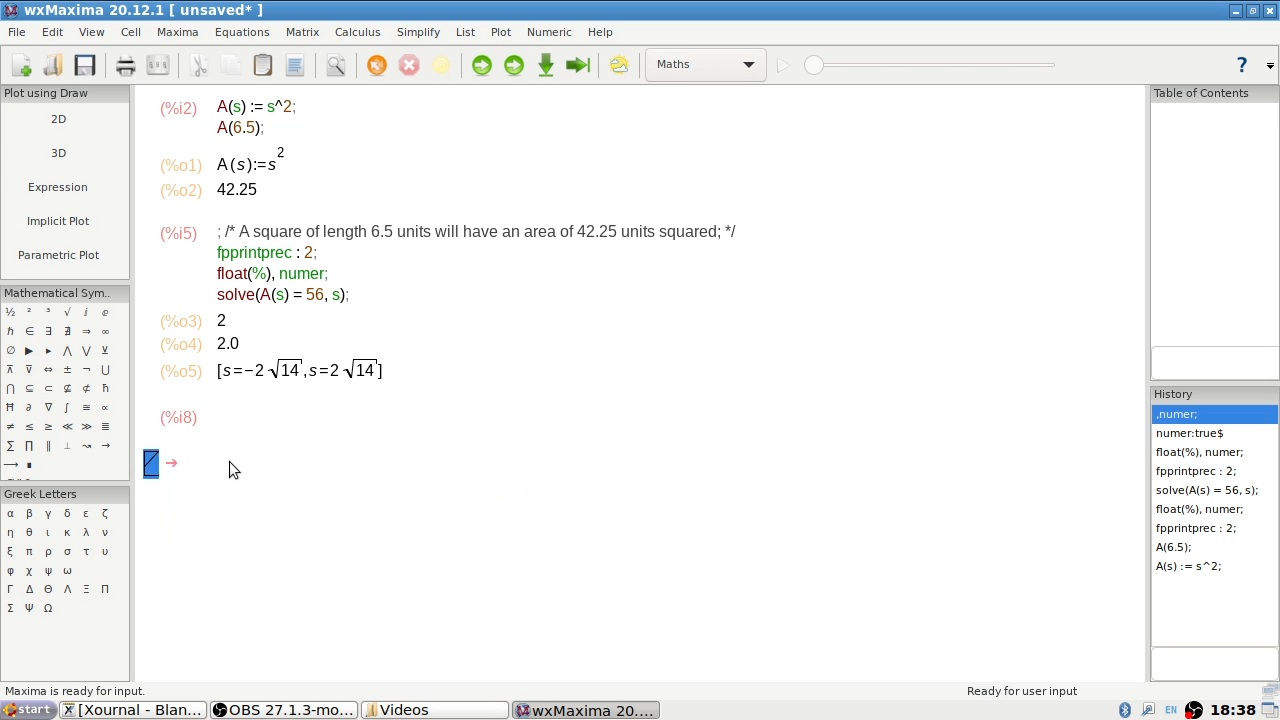 wxMaxima 20.12.1 [ unsaved* ]
File Edit View Cell Maxima Equations Matrix Calculus Simplify List Plot Numeric Help
Maths
?
Plot using Draw
2D
3D
Expression
Implicit Plot
Parametric Plot
Mathematical Sym..
½ ² ³ √ ⅈ ⅇ
ℏ ∈ ∃ ∄ ⇒ ∞
∅ ▶ ▸ ⋀ ⋁ ⊻
⊼ ⊽ ⇔ ± ¬ ⋃
⋂ ⊆ ⊂ ⊈ ⊄ ħ
Ħ ∂ ∇ ∫ ≅ ∝
≠ ≤ ≥ ≪ ≫ ≣
∑ ∏ ∥ ⟂ ↝ →
⟶ ∎
Greek Letters
α β γ δ ε ζ
η θ ι κ λ ν
ξ π ρ σ τ υ
φ χ ψ ω
Γ Δ Θ Λ Ξ Π
Σ Ψ Ω
(%i2) A(s) := s^2;
A(6.5);
(%o1) A(s):=s²
(%o2) 42.25
(%i5) ; /* A square of length 6.5 units will have an area of 42.25 units squared; */
fpprintprec : 2;
float(%), numer;
solve(A(s) = 56, s);
(%o3) 2
(%o4) 2.0
(%o5) [s=−2 √14,s=2 √14]
(%i8)
Table of Contents
History
,numer;
numer:true$
float(%), numer;
fpprintprec : 2;
solve(A(s) = 56, s);
float(%), numer;
fpprintprec : 2;
A(6.5);
A(s) := s^2;
Maxima is ready for input. Ready for user input
start [Xournal - Blan... OBS 27.1.3-mo... Videos wxMaxima 20.... EN 18:38